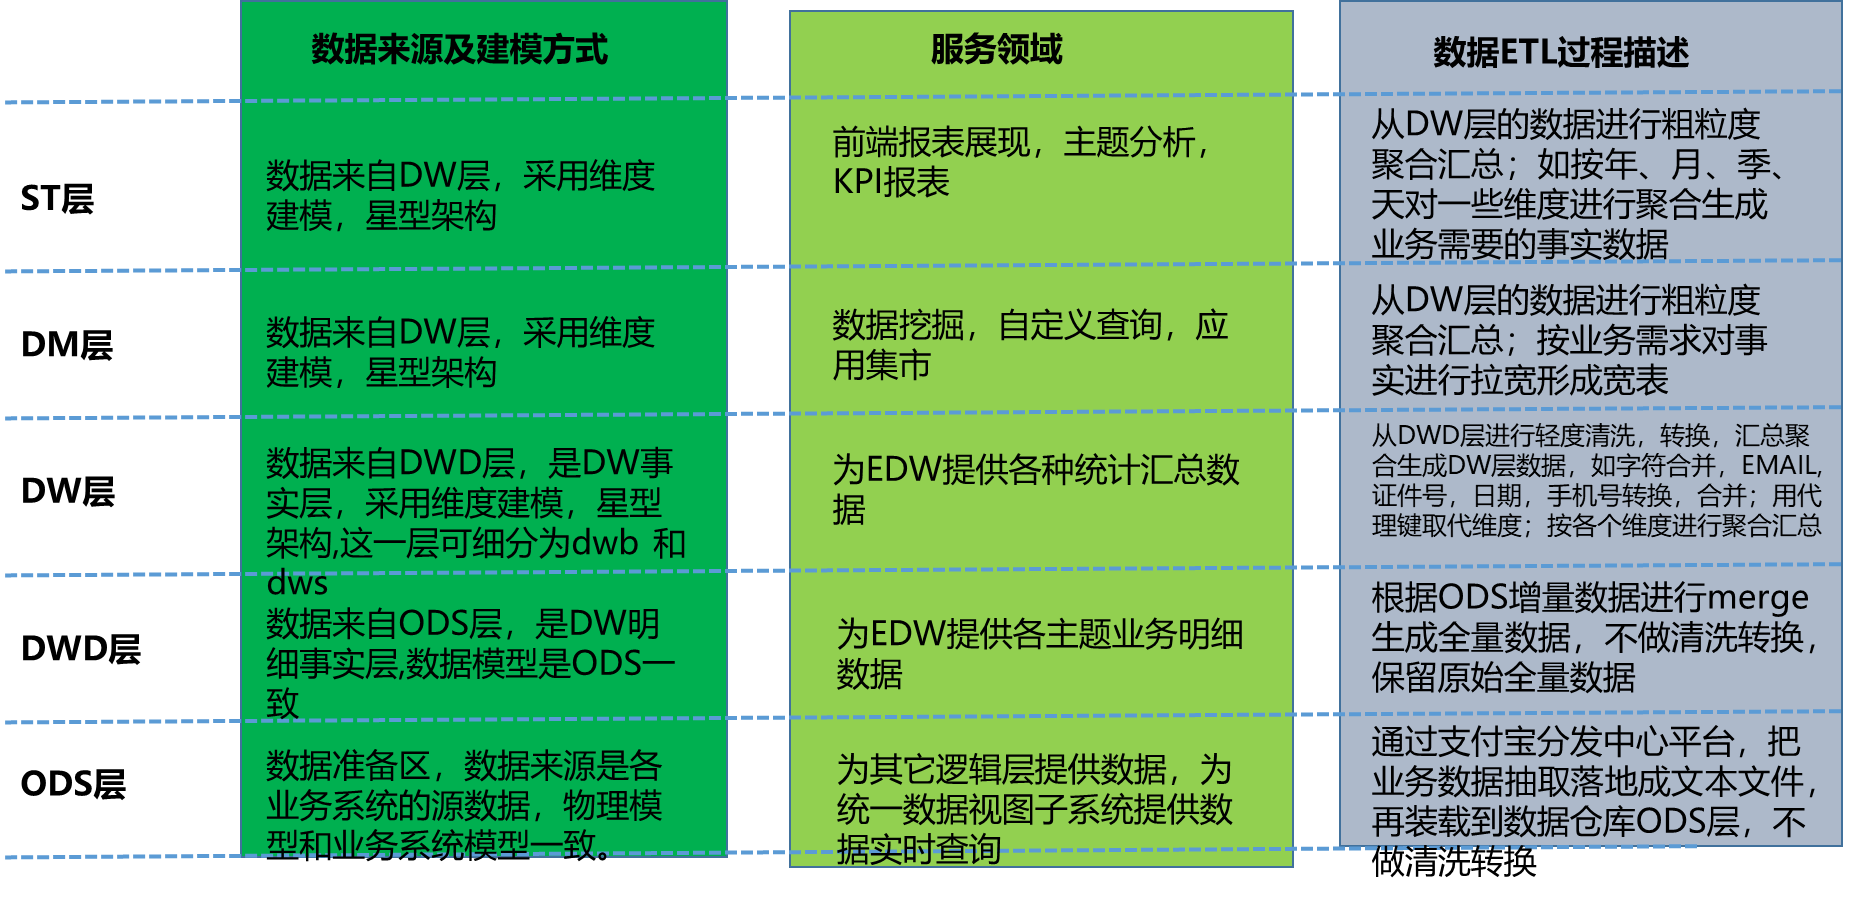 数据来源及建模方式
服务领域
数据ETL过程描述
ST层
数据来自DW层，采用维度
建模，星型架构
前端报表展现，主题分析，
KPI报表
从DW层的数据进行粗粒度
聚合汇总；如按年、月、季、
天对一些维度进行聚合生成
业务需要的事实数据
DM层
数据来自DW层，采用维度
建模，星型架构
数据挖掘，自定义查询，应
用集市
从DW层的数据进行粗粒度
聚合汇总；按业务需求对事
实进行拉宽形成宽表
DW层
数据来自DWD层，是DW事
实层，采用维度建模，星型
架构,这一层可细分为dwb 和
dws
为EDW提供各种统计汇总数
据
从DWD层进行轻度清洗，转换，汇总聚
合生成DW层数据，如字符合并，EMAIL,
证件号，日期，手机号转换，合并；用代
理键取代维度；按各个维度进行聚合汇总
DWD层
数据来自ODS层，是DW明
细事实层,数据模型是ODS一
致
为EDW提供各主题业务明细
数据
根据ODS增量数据进行merge
生成全量数据，不做清洗转换，
保留原始全量数据
ODS层
数据准备区，数据来源是各
业务系统的源数据，物理模
型和业务系统模型一致。
为其它逻辑层提供数据，为
统一数据视图子系统提供数
据实时查询
通过支付宝分发中心平台，把
业务数据抽取落地成文本文件，
再装载到数据仓库ODS层，不
做清洗转换